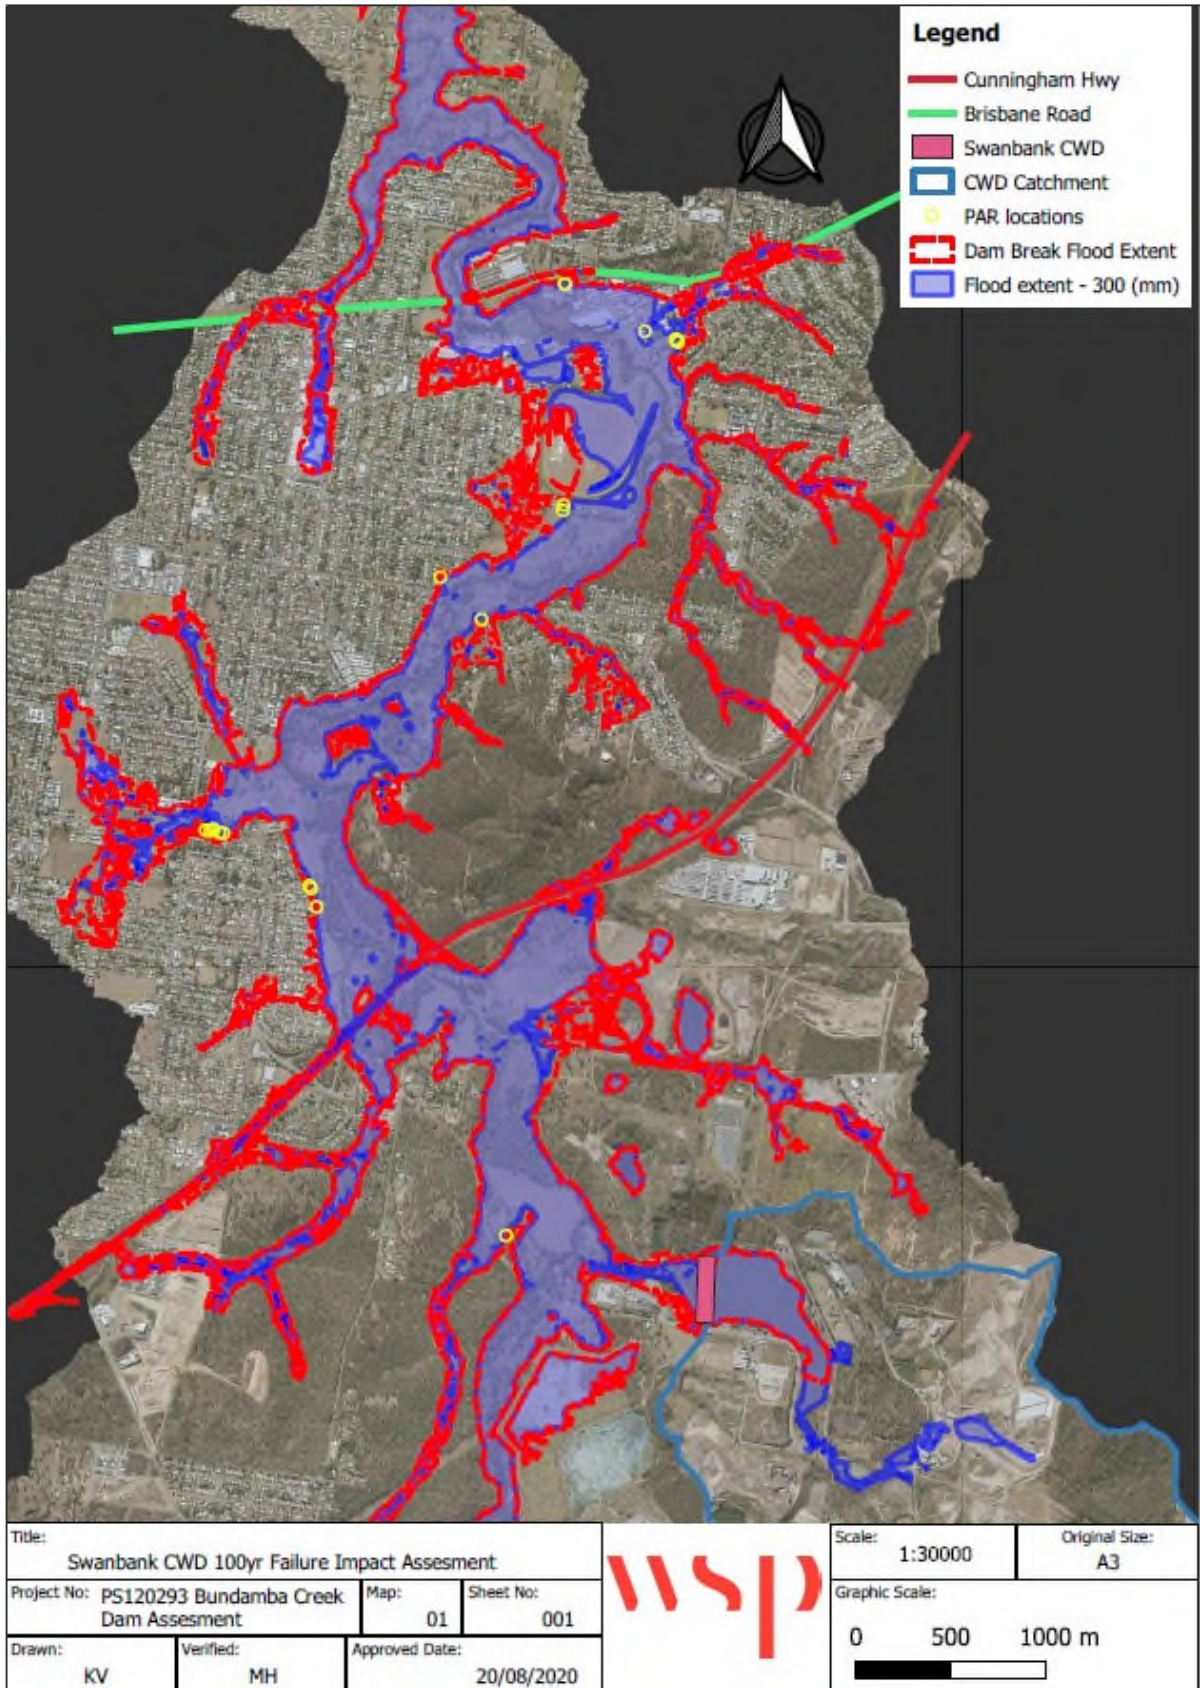 Legend
Cunningham Hwy
Brisbane Road
Swanbank CWD
CWD Catchment
PAR locations
Dam Break Flood Extent
Flood extent - 300 (mm)
Title:
Swanbank CWD 100yr Failure Impact Assesment
Project No: PS120293 Bundamba Creek
Dam Assesment
Map:
01
Sheet No:
001
Drawn:
KV
Verified:
MH
Approved Date:
20/08/2020
wsp
Scale:
1:30000
Original Size:
A3
Graphic Scale:
0 500 1000 m